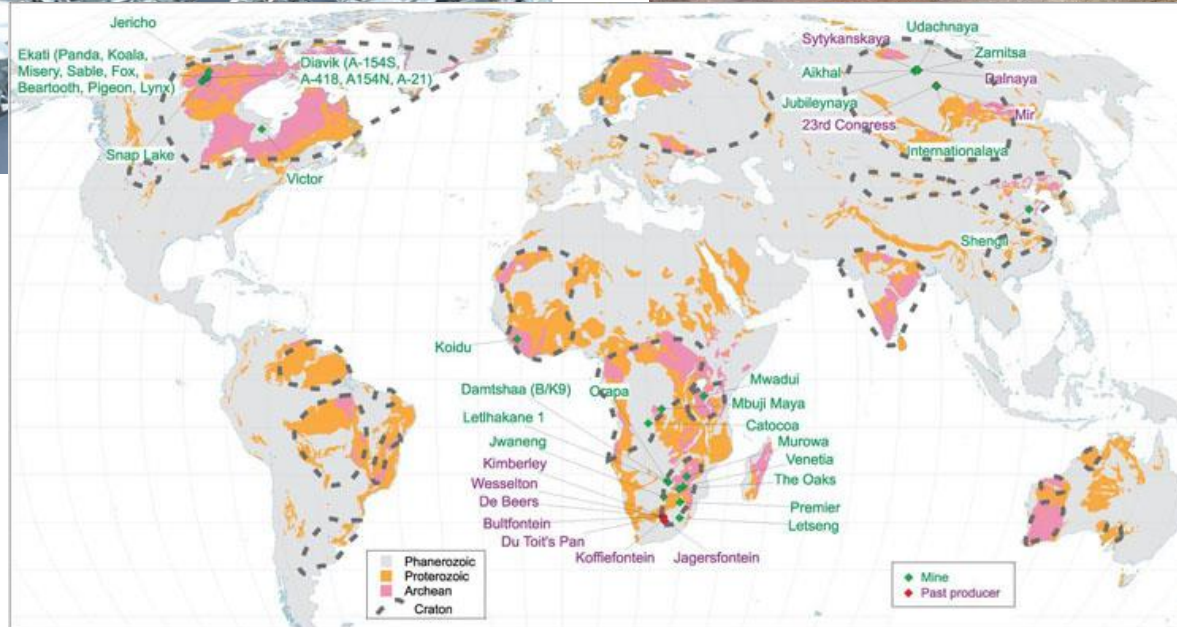 Jericho
Ekati (Panda, Koala,
Misery, Sable, Fox,
Beartooth, Pigeon, Lynx)
Diavik (A-154S,
A-418, A154N, A-21)
Snap Lake
Victor
Udachnaya
Sytykanskaya
Zarnitsa
Aikhal
Dalnaya
Jubileynaya
23rd Congress
Mir
Internationalaya
Shengli
Koidu
Damtshaa (B/K9)
Orapa
Mwadui
Letlhakane 1
Mbuji Maya
Jwaneng
Catocoa
Kimberley
Murowa
Wesselton
Venetia
De Beers
The Oaks
Bultfontein
Premier
Du Toit's Pan
Letseng
Koffiefontein
Jagersfontein
Phanerozoic
Proterozoic
Archean
Craton
Mine
Past producer